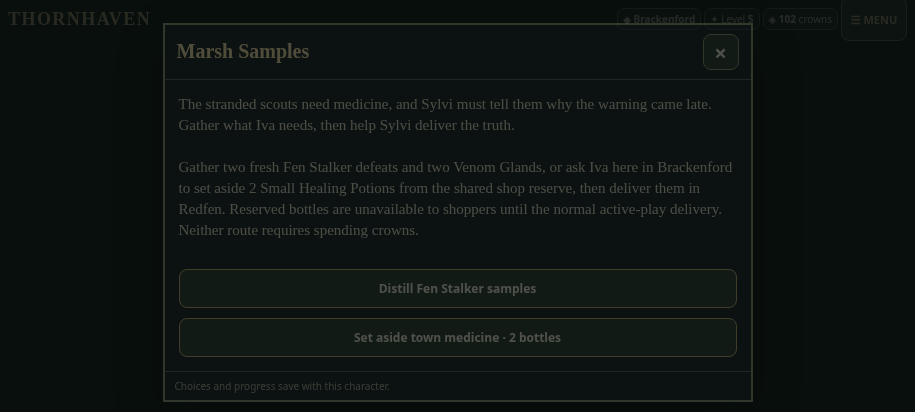 THORNHAVEN
◆ Brackenford
✦ Level 5
◆ 102 crowns
☰ MENU
Marsh Samples
×
The stranded scouts need medicine, and Sylvi must tell them why the warning came late.
Gather what Iva needs, then help Sylvi deliver the truth.
Gather two fresh Fen Stalker defeats and two Venom Glands, or ask Iva here in Brackenford
to set aside 2 Small Healing Potions from the shared shop reserve, then deliver them in
Redfen. Reserved bottles are unavailable to shoppers until the normal active-play delivery.
Neither route requires spending crowns.
Distill Fen Stalker samples
Set aside town medicine · 2 bottles
Choices and progress save with this character.